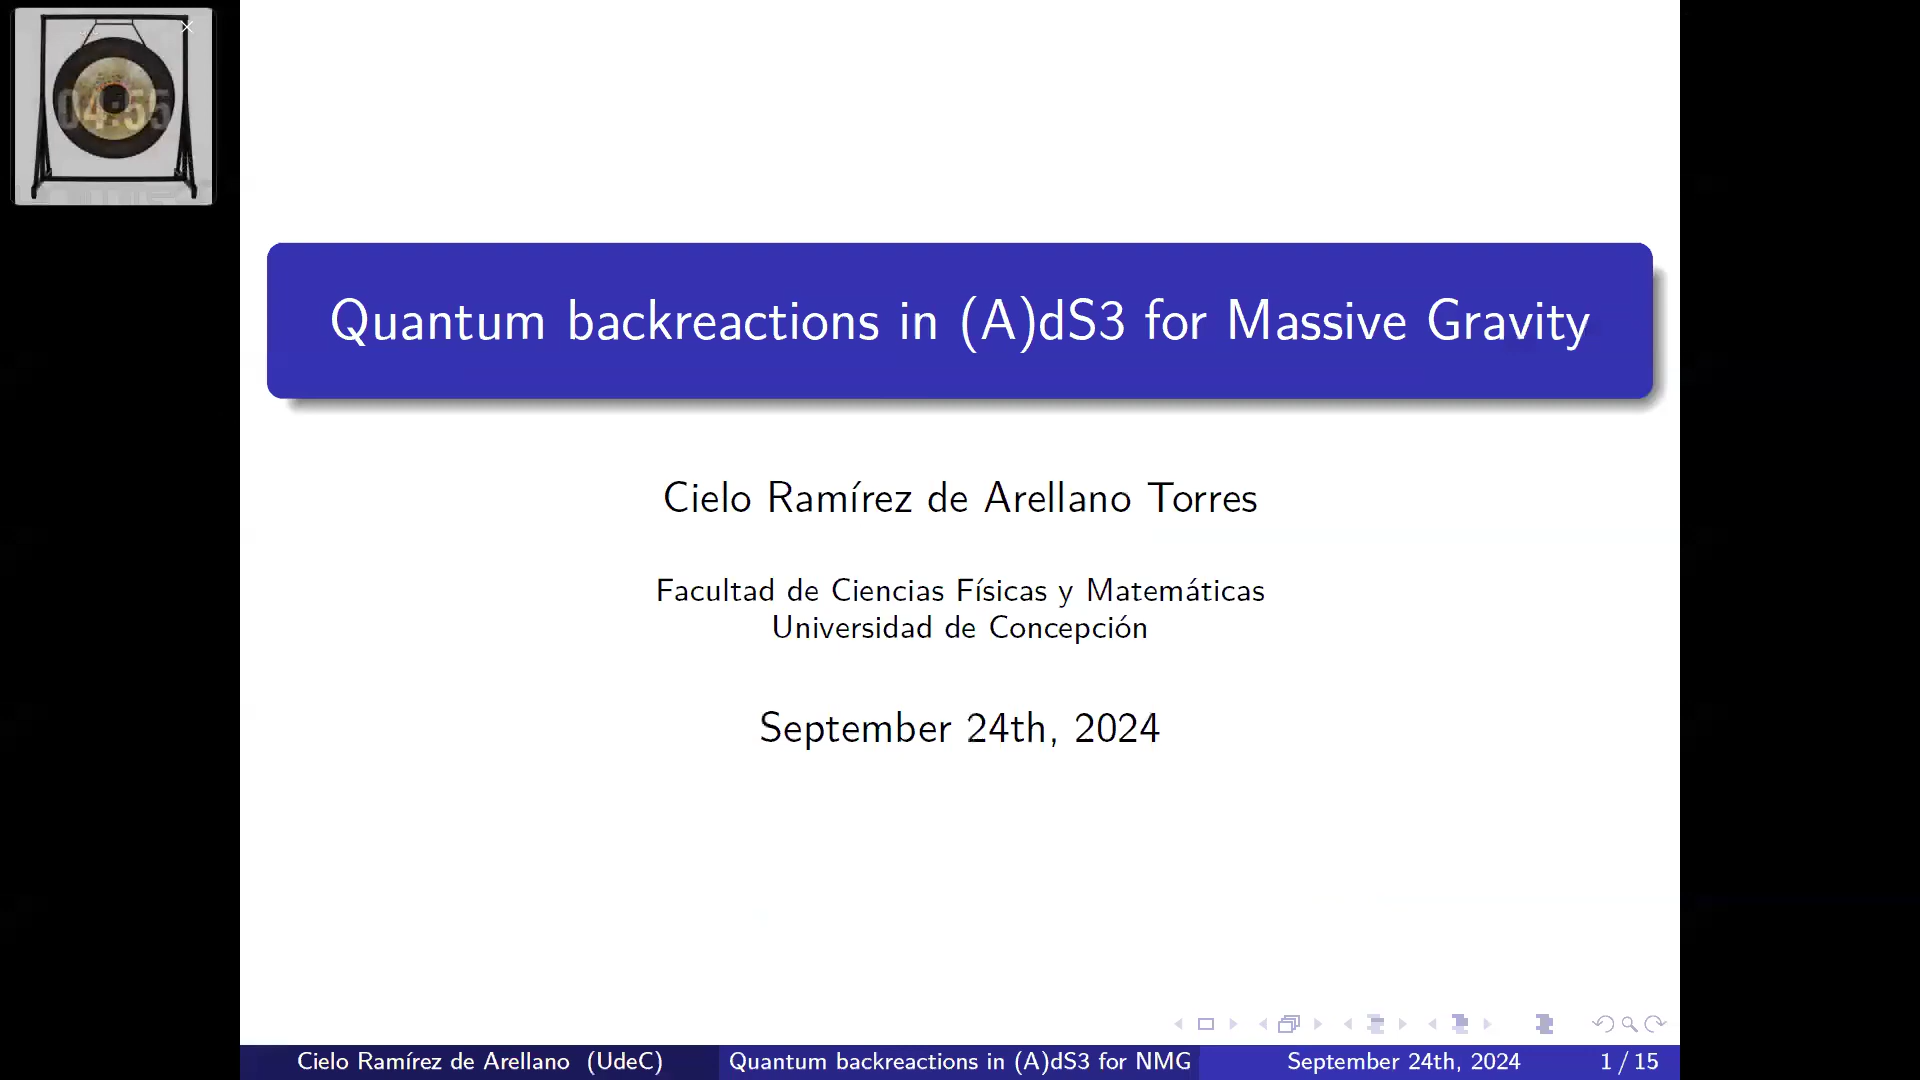 04:55
Quantum backreactions in (A)dS3 for Massive Gravity
Cielo Ramírez de Arellano Torres
Facultad de Ciencias Físicas y Matemáticas
Universidad de Concepción
September 24th, 2024
Cielo Ramírez de Arellano (UdeC)
Quantum backreactions in (A)dS3 for NMG
September 24th, 2024
1 / 15